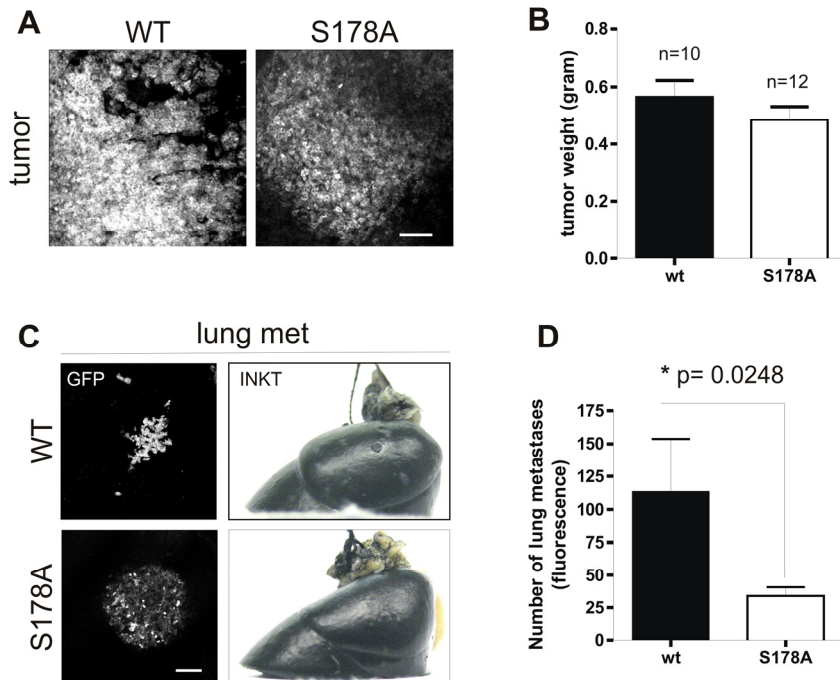 A
WT
S178A
tumor
B
tumor weight (gram)
0.8
0.6
0.4
0.2
0.0
n=10
n=12
wt
S178A
C
lung met
WT
GFP
INKT
S178A
D
* p= 0.0248
Number of lung metastases
(fluorescence)
175
150
125
100
75
50
25
0
wt
S178A